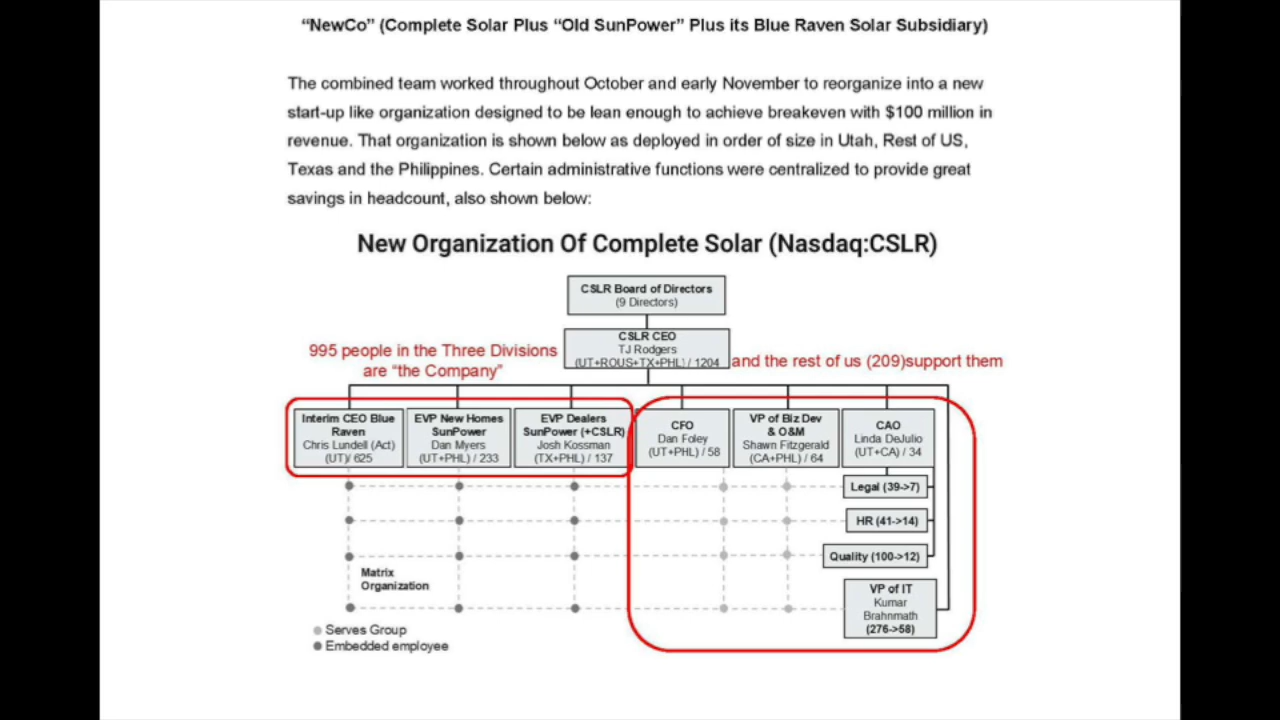 “NewCo” (Complete Solar Plus “Old SunPower” Plus its Blue Raven Solar Subsidiary)
The combined team worked throughout October and early November to reorganize into a new
start-up like organization designed to be lean enough to achieve breakeven with $100 million in
revenue. That organization is shown below as deployed in order of size in Utah, Rest of US,
Texas and the Philippines. Certain administrative functions were centralized to provide great
savings in headcount, also shown below:
New Organization Of Complete Solar (Nasdaq:CSLR)
CSLR Board of Directors
(9 Directors)
CSLR CEO
TJ Rodgers
(UT+ROUS+TX+PHL) / 1204
995 people in the Three Divisions
are “the Company”
and the rest of us (209)support them
Interim CEO Blue
Raven
Chris Lundell (Act)
(UT)/ 625
EVP New Homes
SunPower
Dan Myers
(UT+PHL) / 233
EVP Dealers
SunPower (+CSLR)
Josh Kossman
(TX+PHL) / 137
CFO
Dan Foley
(UT+PHL) / 58
VP of Biz Dev
& O&M
Shawn Fitzgerald
(CA+PHL) / 64
CAO
Linda DeJulio
(UT+CA) / 34
Legal (39->7)
HR (41->14)
Quality (100->12)
VP of IT
Kumar
Brahnmath
(276->58)
Matrix
Organization
Serves Group
Embedded employee